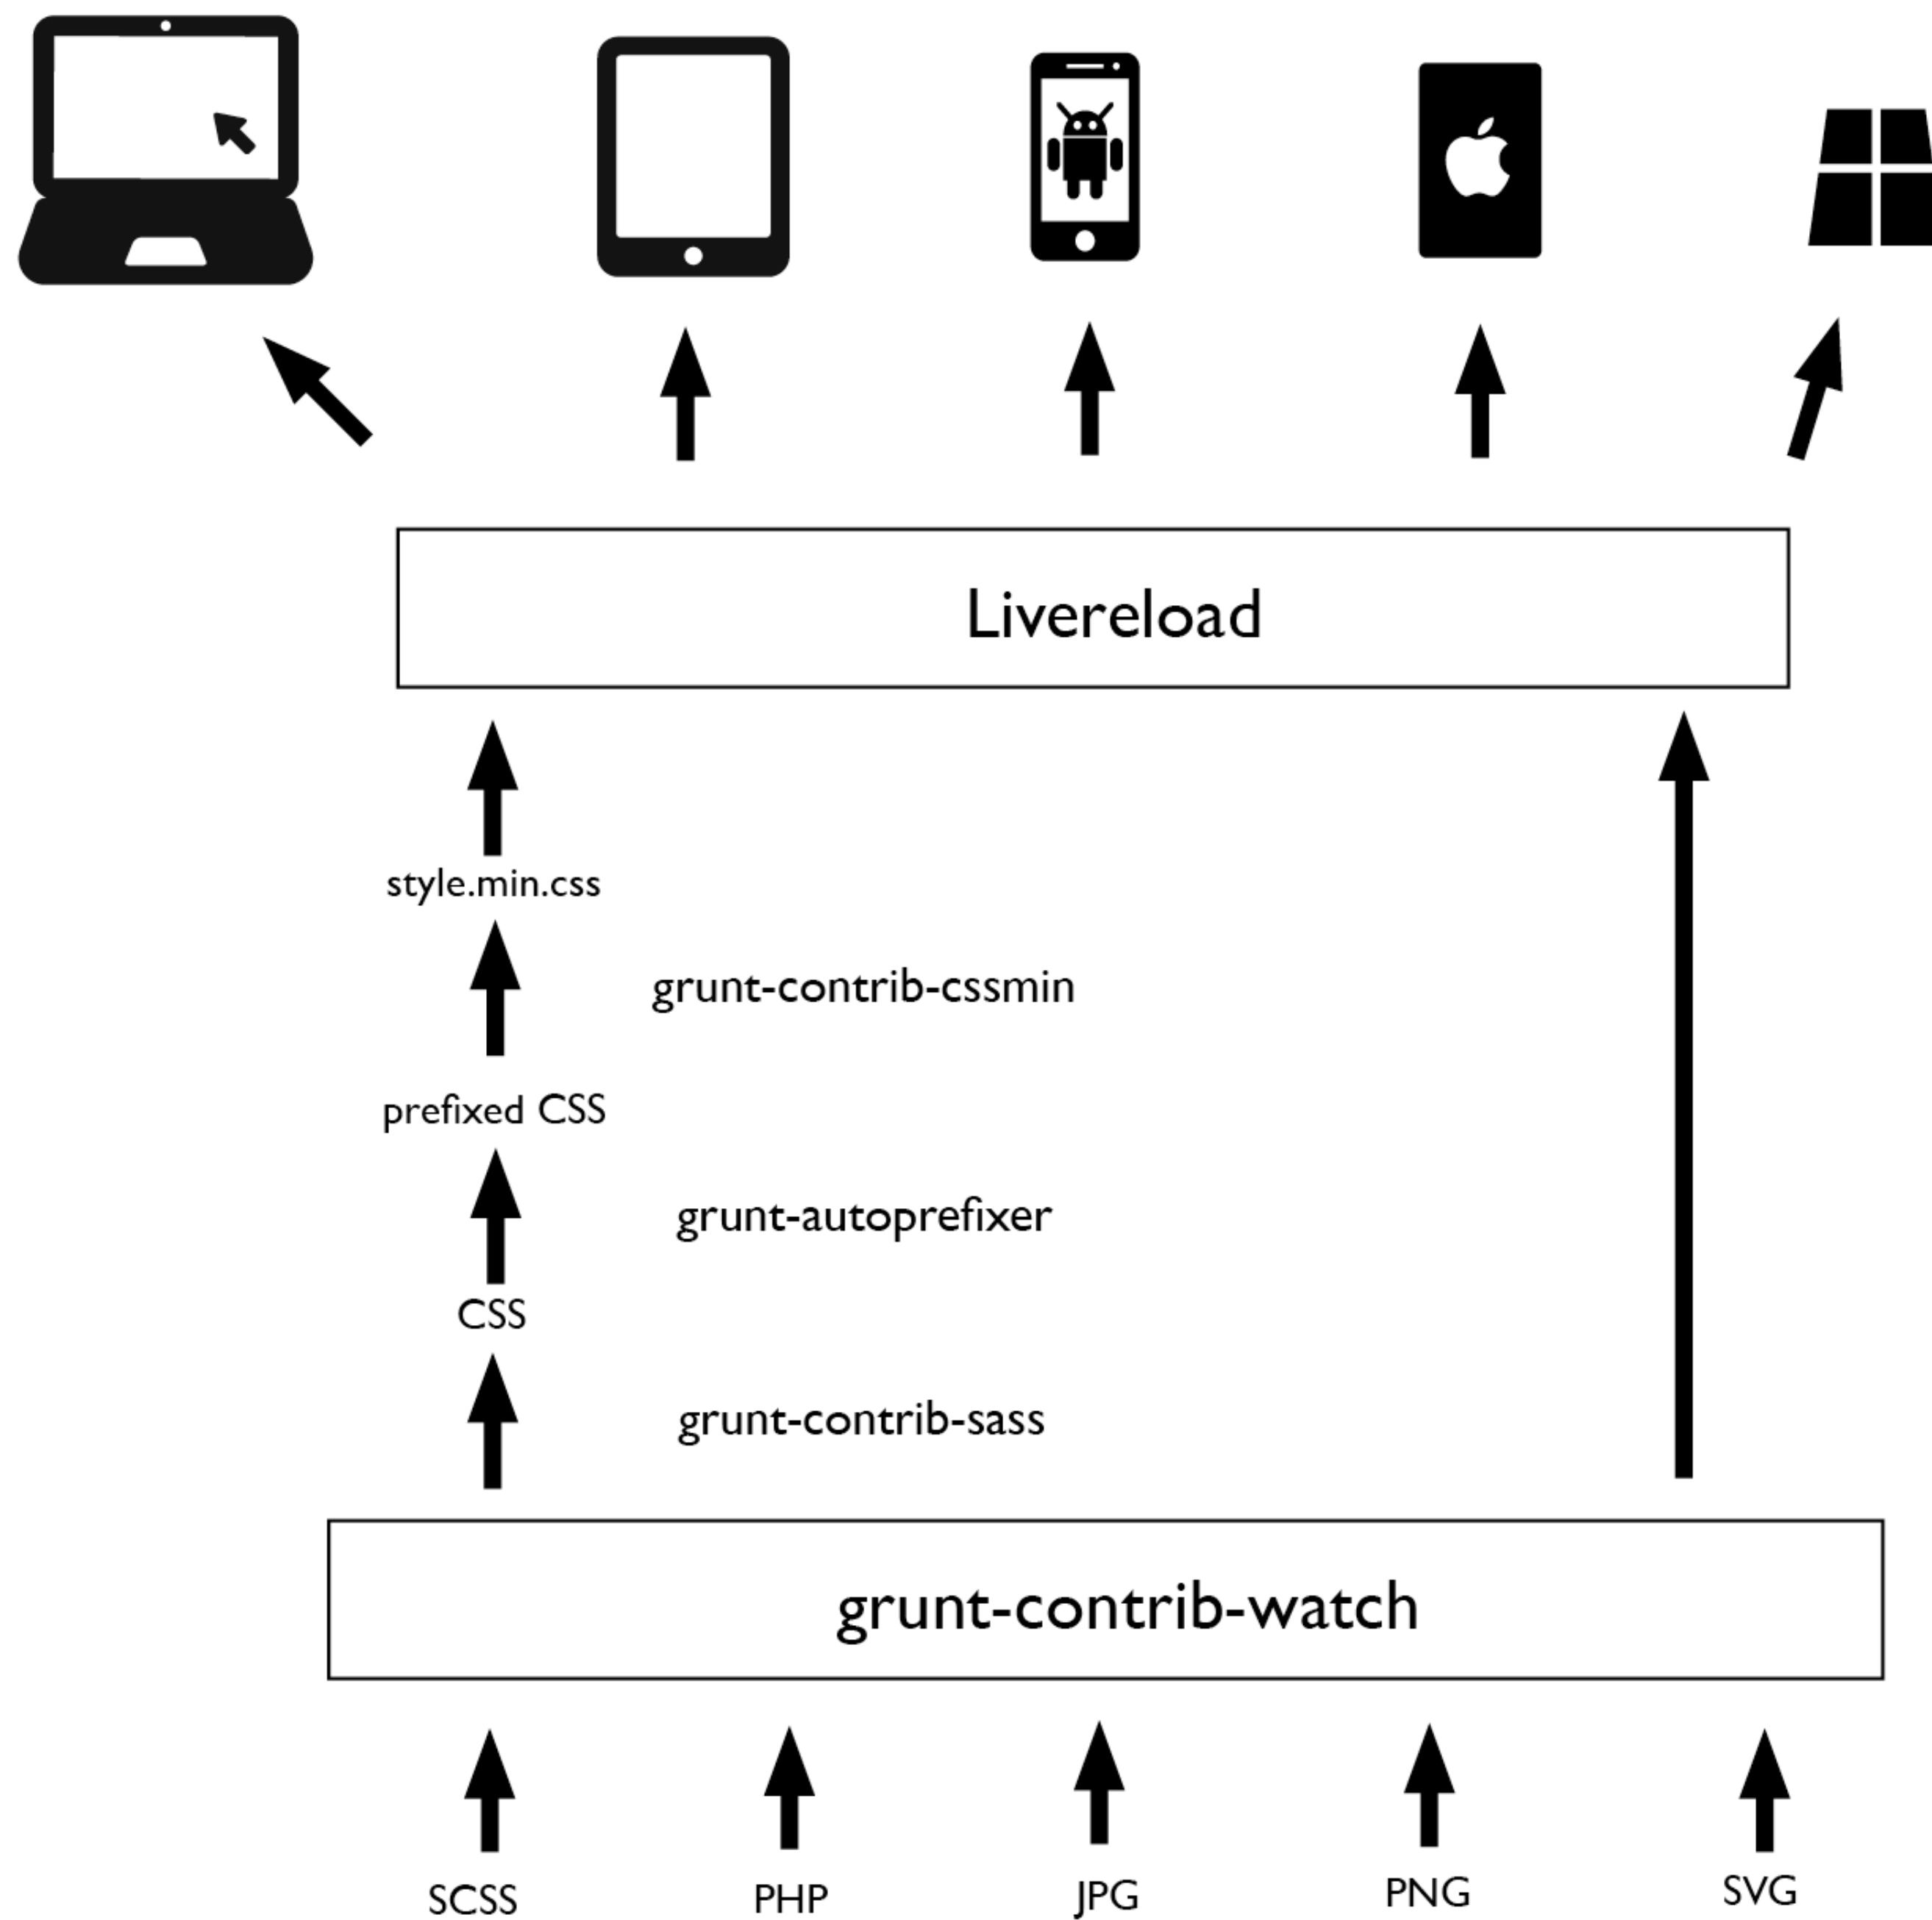 Livereload
style.min.css
grunt-contrib-cssmin
prefixed CSS
grunt-autoprefixer
CSS
grunt-contrib-sass
grunt-contrib-watch
SCSS
PHP
JPG
PNG
SVG